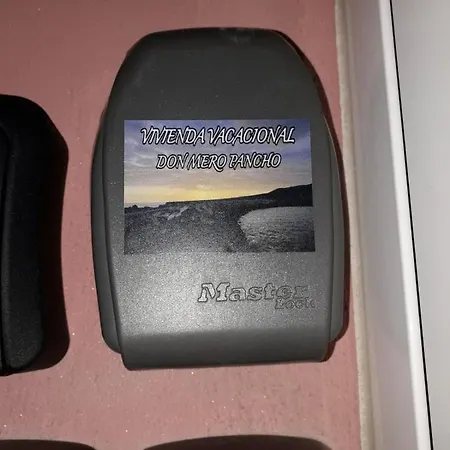 VIVIENDA VACACIONAL
DON MERO PANCHO
Master
Lock